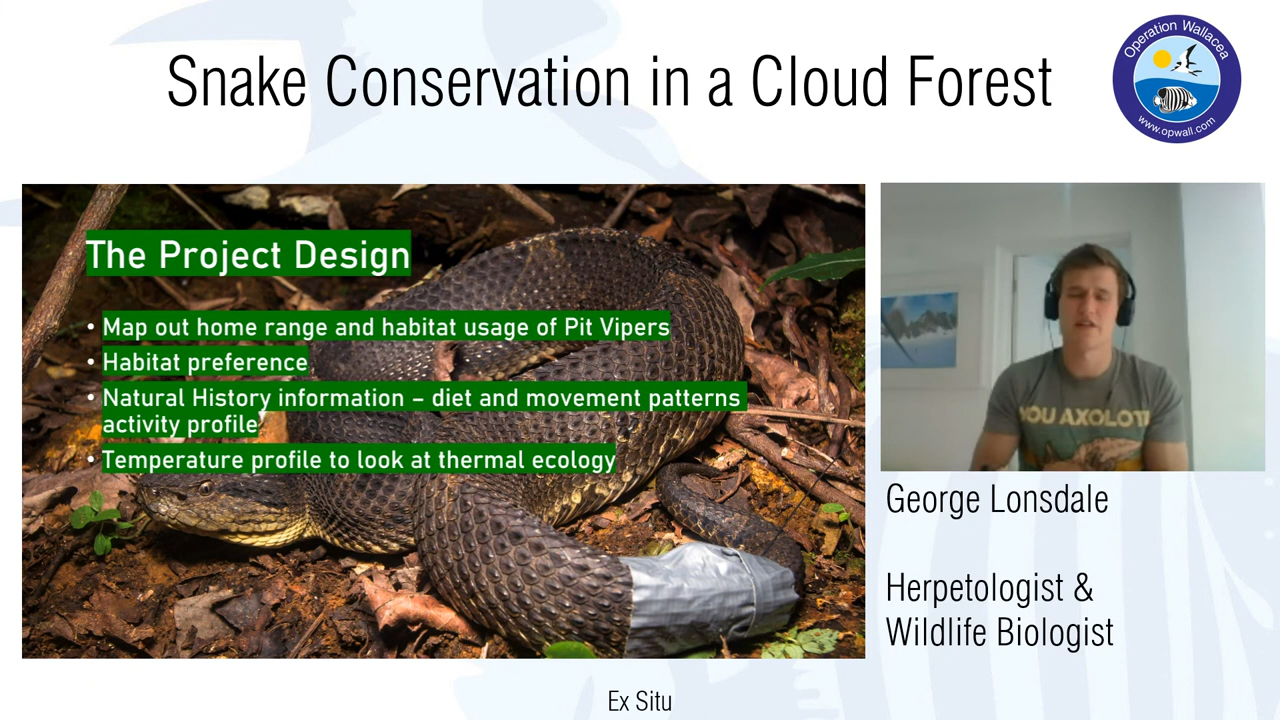 Snake Conservation in a Cloud Forest
Operation Wallacea
www.opwall.com
The Project Design
• Map out home range and habitat usage of Pit Vipers
• Habitat preference
• Natural History information – diet and movement patterns
activity profile
• Temperature profile to look at thermal ecology
YOU AXOLOTL
George Lonsdale
Herpetologist &
Wildlife Biologist
Ex Situ